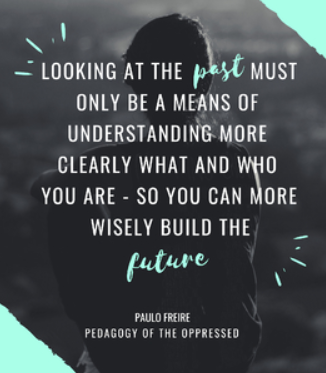 LOOKING AT THE past MUST
ONLY BE A MEANS OF
UNDERSTANDING MORE
CLEARLY WHAT AND WHO
YOU ARE - SO YOU CAN MORE
WISELY BUILD THE
future
PAULO FREIRE
PEDAGOGY OF THE OPPRESSED